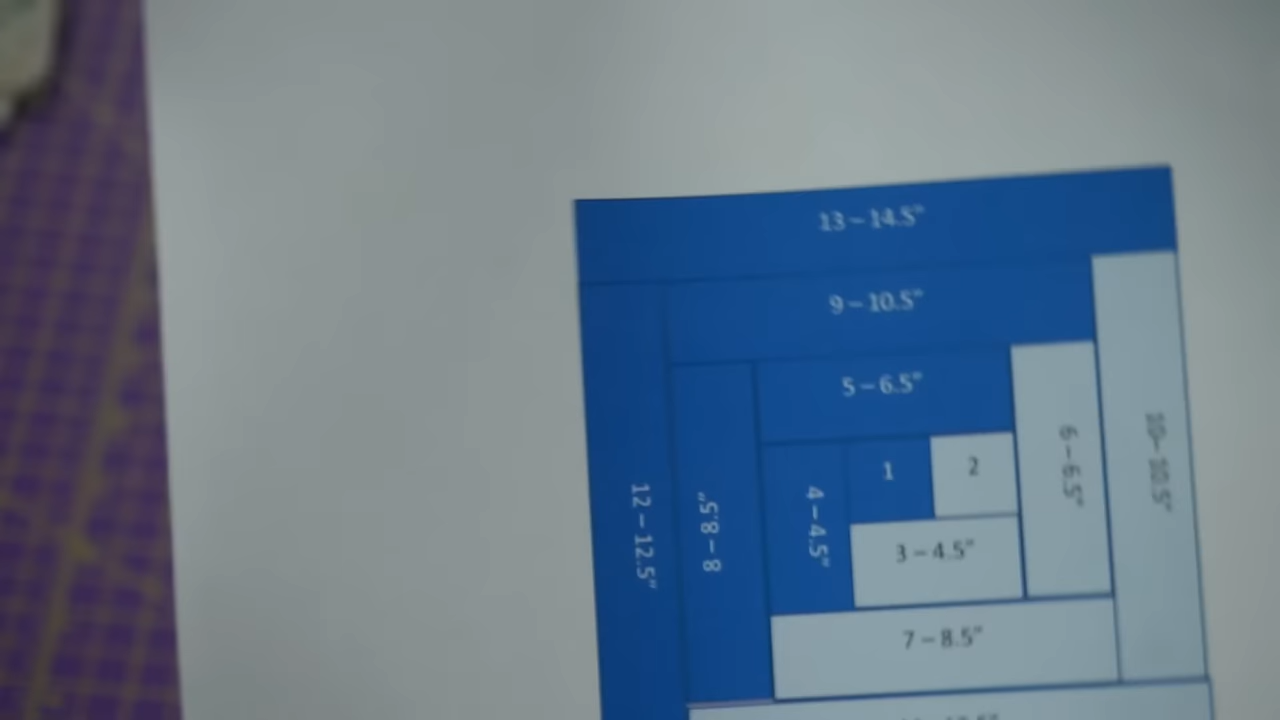 13 – 14.5"
9 – 10.5"
5 – 6.5"
1
2
6 – 6.5"
10 – 10.5"
12 – 12.5"
8 – 8.5"
4 – 4.5"
3 – 4.5"
7 – 8.5"